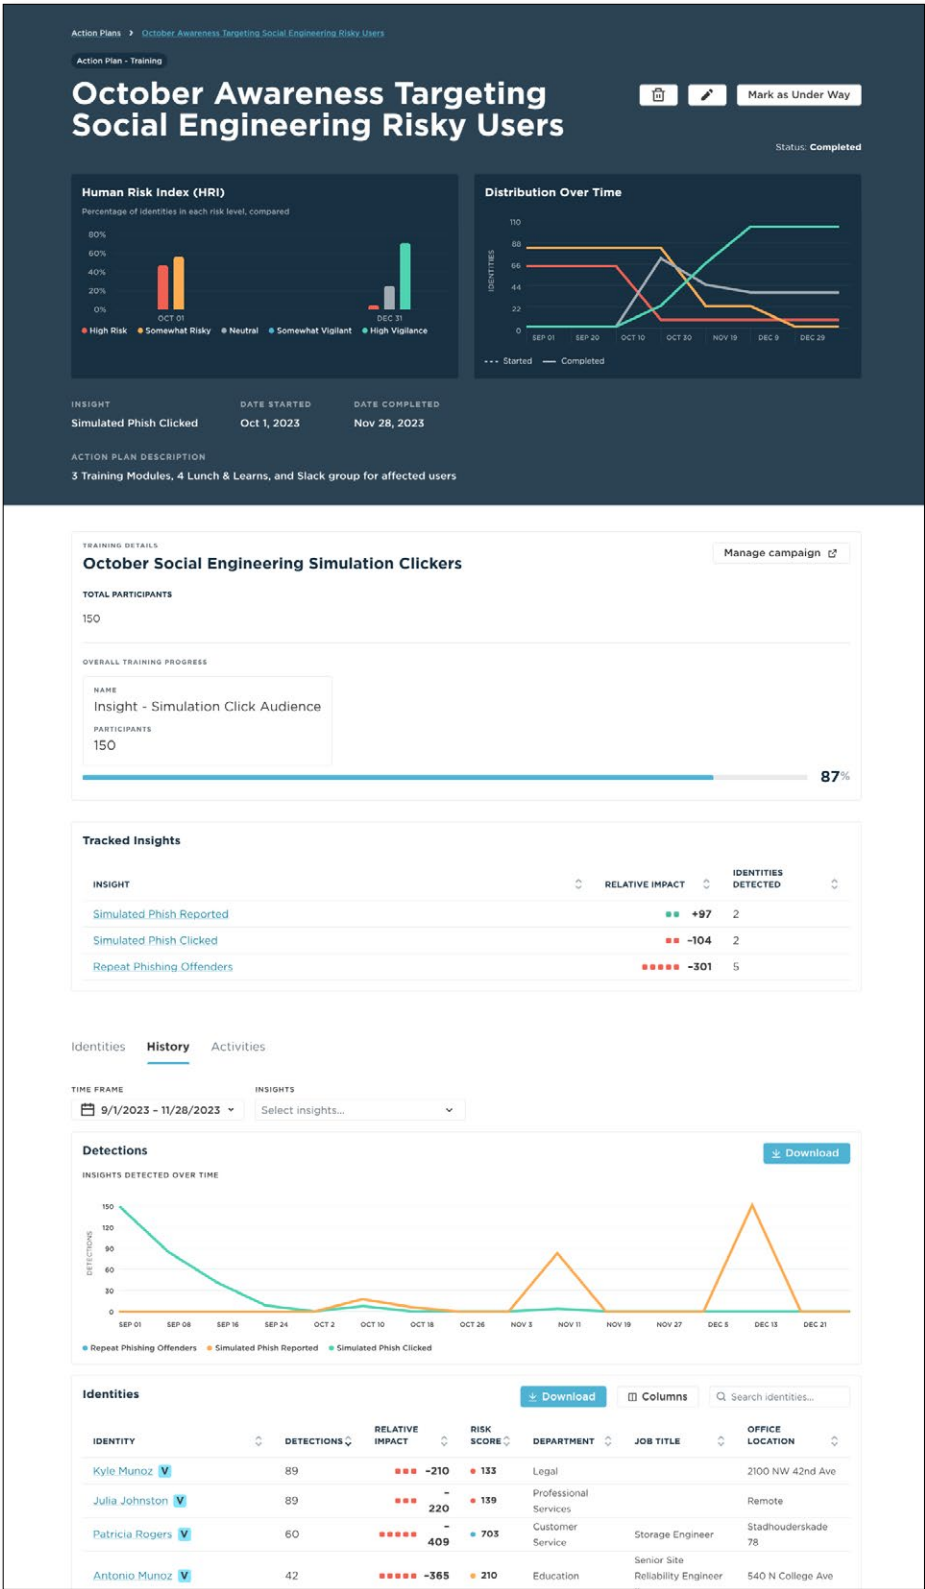 Action Plans > October Awareness Targeting Social Engineering Risky Users
Action Plan - Training
October Awareness Targeting
Social Engineering Risky Users
Mark as Under Way
Status: Completed
Human Risk Index (HRI)
Percentage of identities in each risk level, compared
80%
60%
40%
20%
0%
OCT 01
DEC 31
High Risk
Somewhat Risky
Neutral
Somewhat Vigilant
High Vigilance
Distribution Over Time
IDENTITIES
110
88
66
44
22
0
SEP 01
SEP 20
OCT 10
OCT 30
NOV 19
DEC 9
DEC 29
Started
Completed
INSIGHT
Simulated Phish Clicked
DATE STARTED
Oct 1, 2023
DATE COMPLETED
Nov 28, 2023
ACTION PLAN DESCRIPTION
3 Training Modules, 4 Lunch & Learns, and Slack group for affected users
TRAINING DETAILS
October Social Engineering Simulation Clickers
Manage campaign
TOTAL PARTICIPANTS
150
OVERALL TRAINING PROGRESS
NAME
Insight - Simulation Click Audience
PARTICIPANTS
150
87%
Tracked Insights
INSIGHT RELATIVE IMPACT IDENTITIES DETECTED
Simulated Phish Reported +97 2
Simulated Phish Clicked -104 2
Repeat Phishing Offenders -301 5
Identities History Activities
TIME FRAME
9/1/2023 – 11/28/2023
INSIGHTS
Select insights...
Detections
Download
INSIGHTS DETECTED OVER TIME
DETECTIONS
150
120
90
60
30
0
SEP 01
SEP 08
SEP 16
SEP 24
OCT 2
OCT 10
OCT 18
OCT 26
NOV 3
NOV 11
NOV 19
NOV 27
DEC 5
DEC 13
DEC 21
Repeat Phishing Offenders
Simulated Phish Reported
Simulated Phish Clicked
Identities
Download
Columns
Search identities...
IDENTITY DETECTIONS RELATIVE IMPACT RISK SCORE DEPARTMENT JOB TITLE OFFICE LOCATION
Kyle Munoz V 89 -210 133 Legal 2100 NW 42nd Ave
Julia Johnston V 89 -220 139 Professional Services Remote
Patricia Rogers V 60 -409 703 Customer Service Storage Engineer Stadhouderskade 78
Antonio Munoz V 42 -365 210 Education Senior Site Reliability Engineer 540 N College Ave